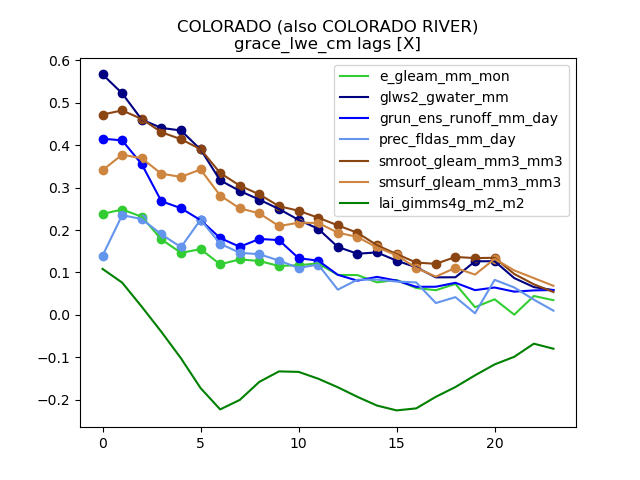 COLORADO (also COLORADO RIVER)
grace_lwe_cm lags [X]
0.6
0.5
0.4
0.3
0.2
0.1
0.0
−0.1
−0.2
e_gleam_mm_mon
glws2_gwater_mm
grun_ens_runoff_mm_day
prec_fldas_mm_day
smroot_gleam_mm3_mm3
smsurf_gleam_mm3_mm3
lai_gimms4g_m2_m2
0 5 10 15 20